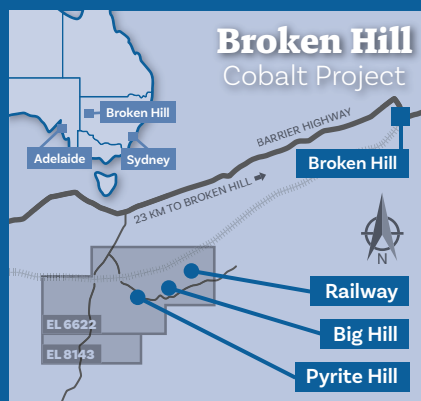 Broken Hill
Cobalt Project
Broken Hill
Adelaide
Sydney
BARRIER HIGHWAY
Broken Hill
23 KM TO BROKEN HILL
N
Railway
EL 6622
Big Hill
EL 8143
Pyrite Hill